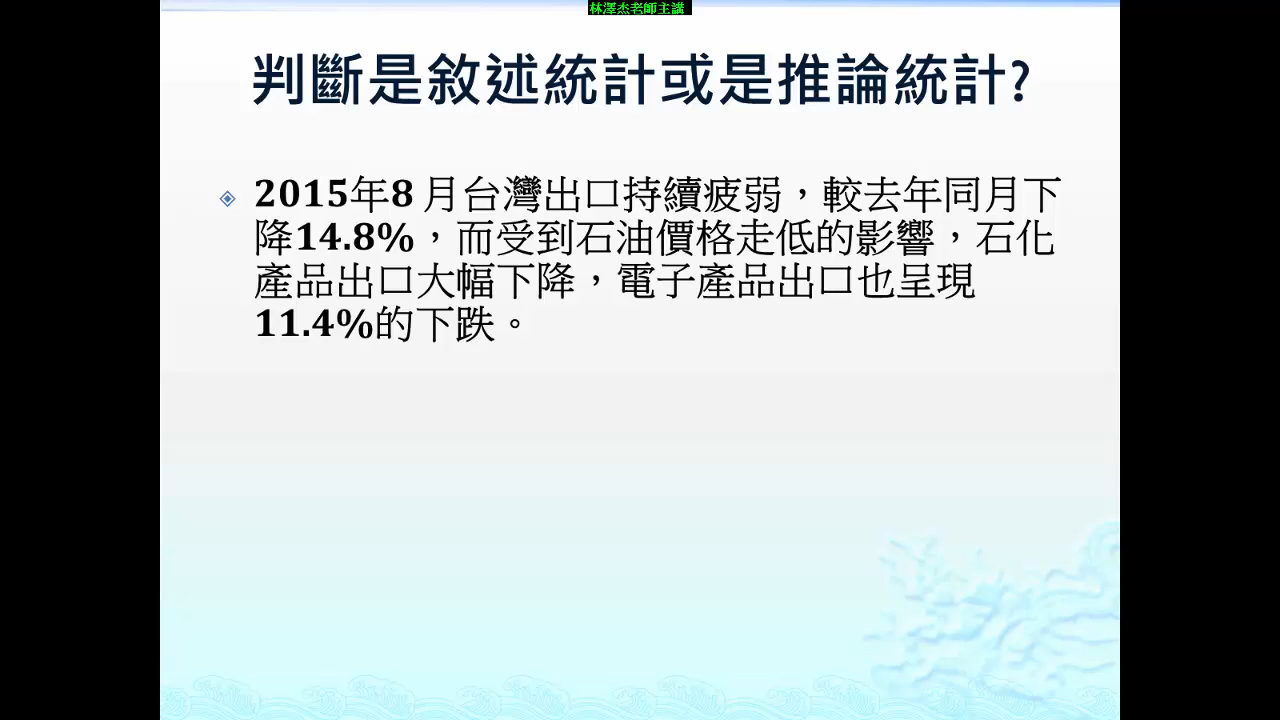 林澤杰老師主講
判斷是敘述統計或是推論統計?
2015年8 月台灣出口持續疲弱，較去年同月下
降14.8%，而受到石油價格走低的影響，石化
產品出口大幅下降，電子產品出口也呈現
11.4%的下跌。